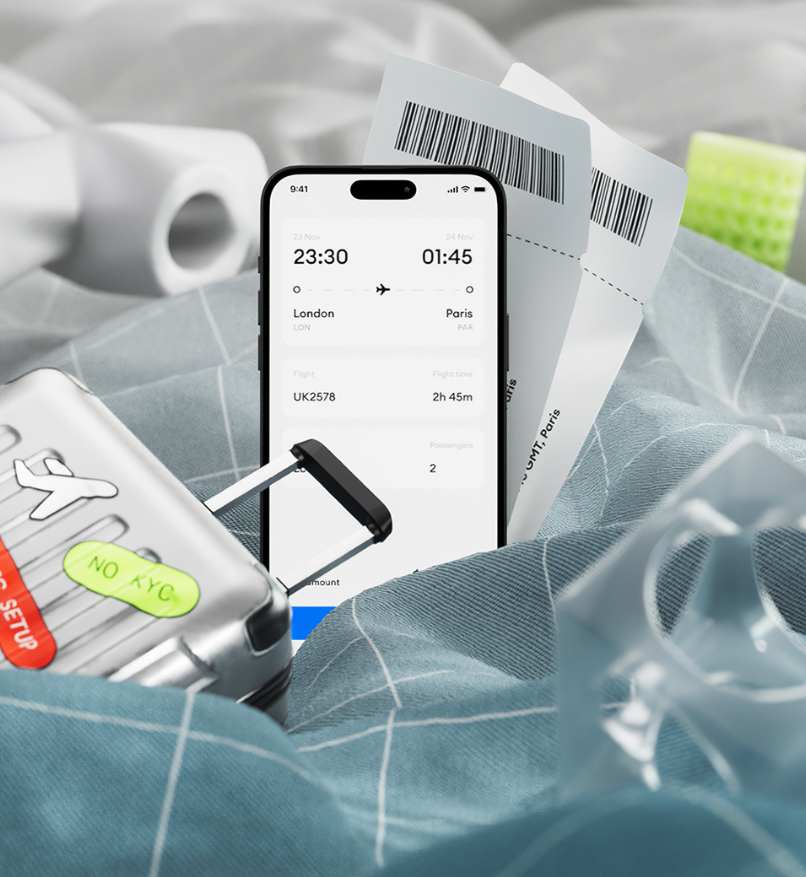 9:41
23 Nov 24 Nov
23:30 01:45
London Paris
LON PAR
Flight Flight time
UK2578 2h 45m
Passengers
2
GMT, Paris
NO KYC
SETUP